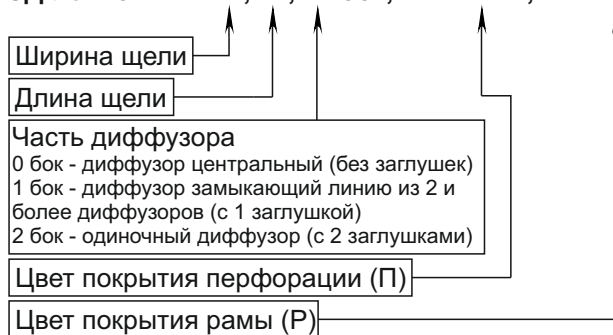 Ширина щели
Длина щели
Часть диффузора
0 бок - диффузор центральный (без заглушек)
1 бок - диффузор замыкающий линию из 2 и
более диффузоров (с 1 заглушкой)
2 бок - одиночный диффузор (с 2 заглушками)
Цвет покрытия перфорации (П)
Цвет покрытия рамы (Р)